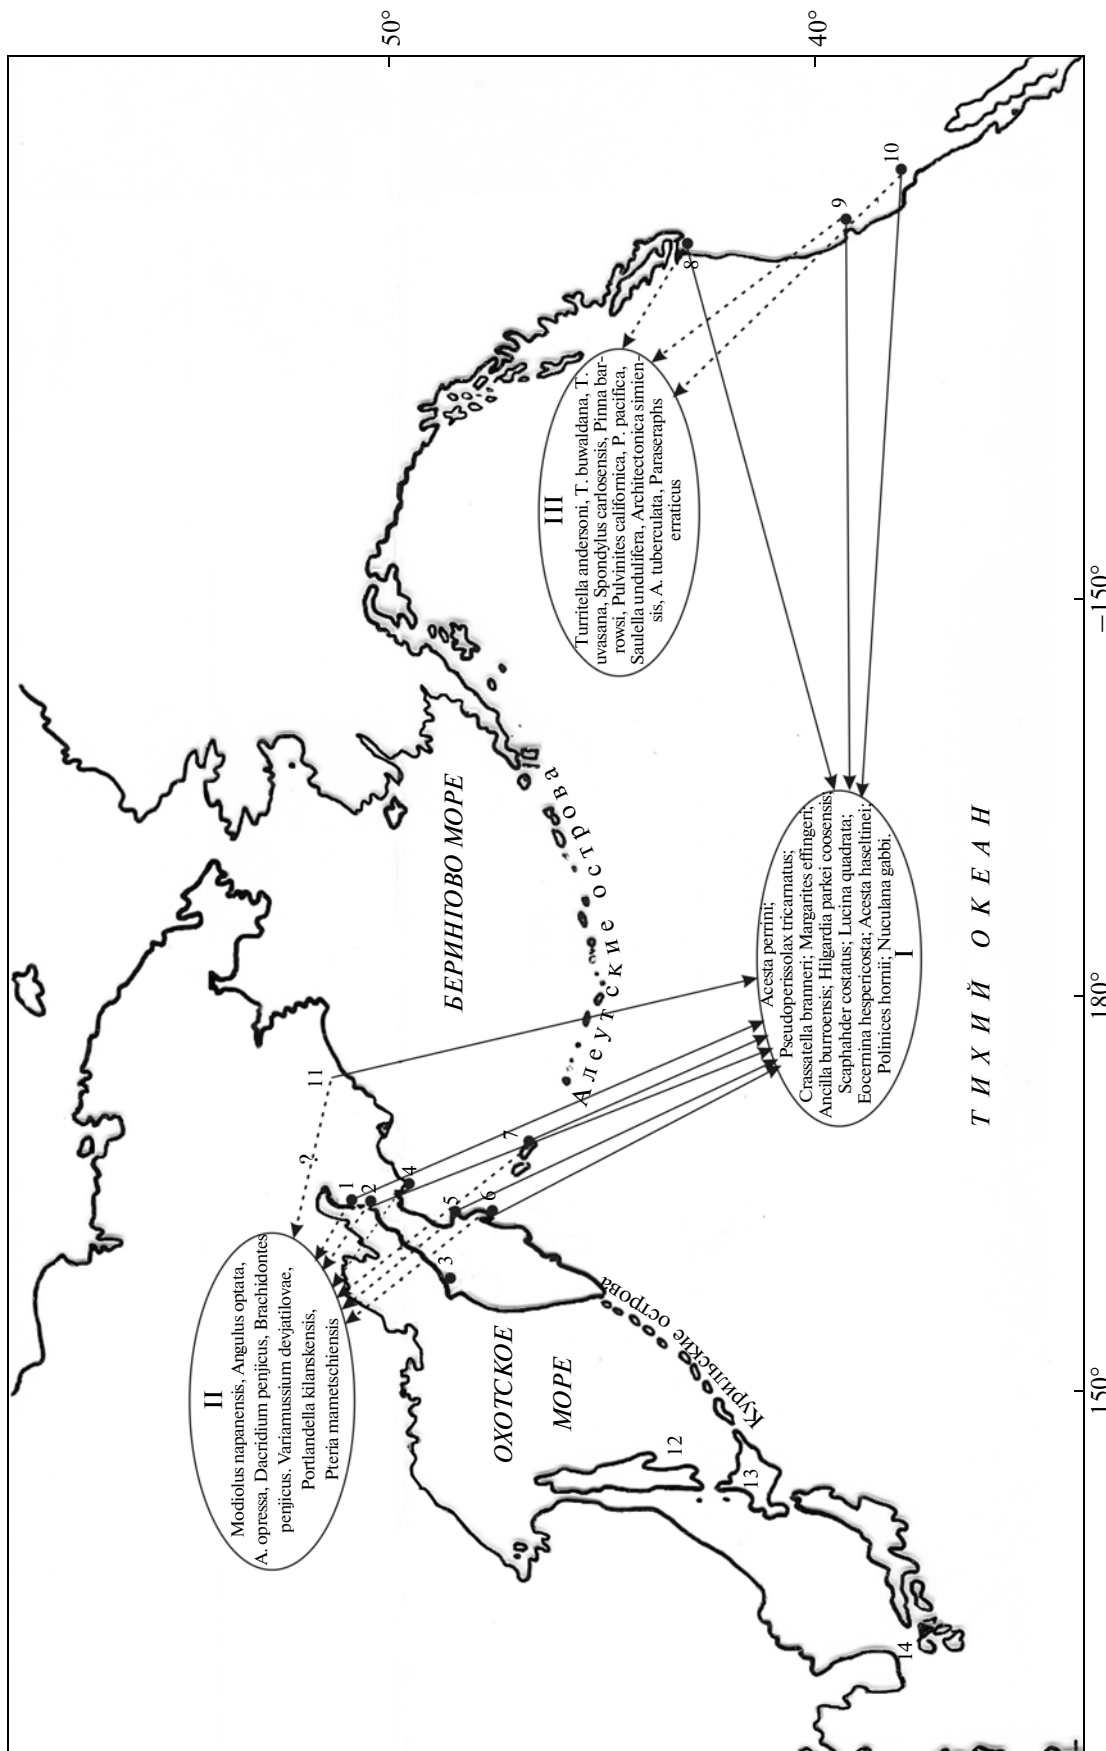 50°
40°
−150°
180°
150°
БЕРИНГОВО МОРЕ
ОХОТСКОЕ
МОРЕ
ТИХИЙ ОКЕАН
Алеутские острова
Курильские острова
II
Modiolus napanensis, Angulus optata,
A. opressa, Dacridium penjicus, Brachidontes
penjicus. Variamussium devjatilovae,
Portlandella kilanskensis,
Pteria mametschiensis
III
Turritella andersoni, T. buwaldana, T.
uvasana, Spondylus carlosensis, Pinna bar-
rowsi, Pulvinites californica, P. pacifica,
Saulella undulifera, Architectonica simien-
sis, A. tuberculata, Paraseraphs
erraticus
Acesta perrini;
Pseudoperissolax tricarnatus;
Crassatella branneri; Margarites effingeri;
Ancilla burroensis; Hilgardia parkei coosensis;
Scaphahder costatus; Lucina quadrata;
Eocernina hespericosta; Acesta haseltinei;
Polinices hornii; Nuculana gabbi.
I
?
1
2
3
4
5
6
7
8
9
10
11
12
13
14